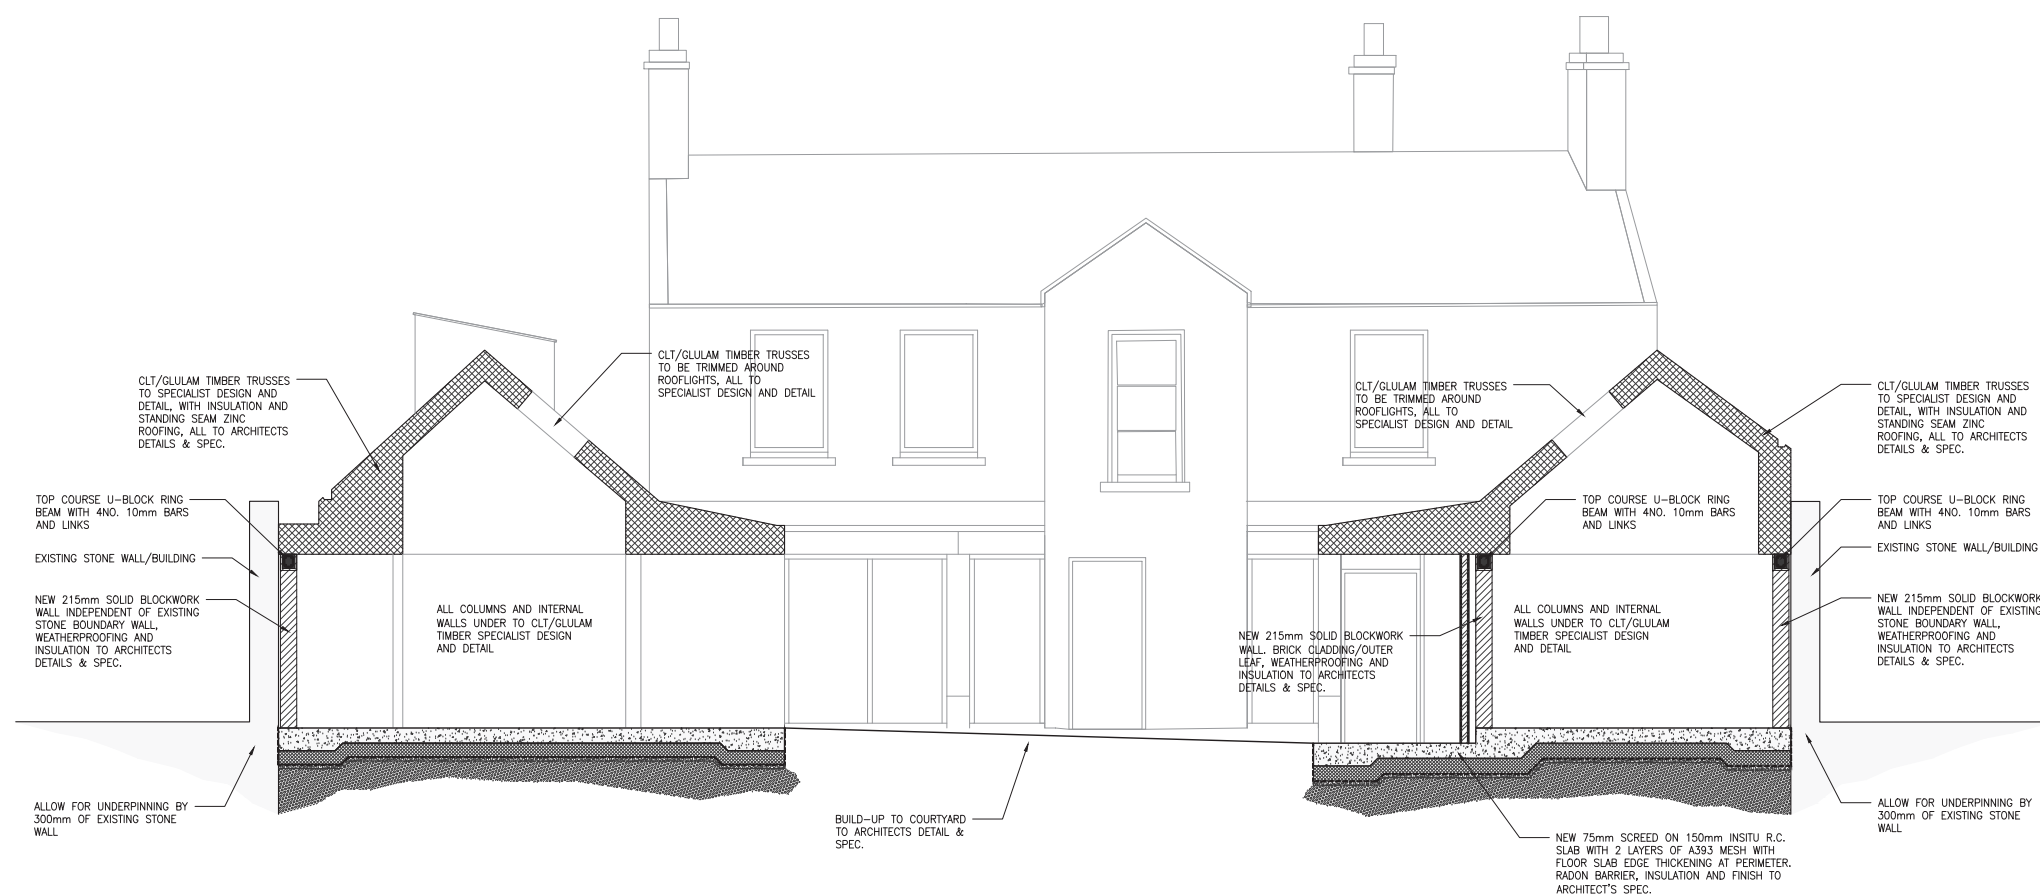 CLT/GLULAM TIMBER TRUSSES
TO BE TRIMMED AROUND
ROOFLIGHTS, ALL TO
SPECIALIST DESIGN AND DETAIL
CLT/GLULAM TIMBER TRUSSES
TO SPECIALIST DESIGN AND
DETAIL, WITH INSULATION AND
STANDING SEAM ZINC
ROOFING, ALL TO ARCHITECTS
DETAILS & SPEC.
CLT/GLULAM TIMBER TRUSSES
TO BE TRIMMED AROUND
ROOFLIGHTS, ALL TO
SPECIALIST DESIGN AND DETAIL
CLT/GLULAM TIMBER TRUSSES
TO SPECIALIST DESIGN AND
DETAIL, WITH INSULATION AND
STANDING SEAM ZINC
ROOFING, ALL TO ARCHITECTS
DETAILS & SPEC.
TOP COURSE U-BLOCK RING
BEAM WITH 4NO. 10mm BARS
AND LINKS
TOP COURSE U-BLOCK RING
BEAM WITH 4NO. 10mm BARS
AND LINKS
TOP COURSE U-BLOCK RING
BEAM WITH 4NO. 10mm BARS
AND LINKS
EXISTING STONE WALL/BUILDING
EXISTING STONE WALL/BUILDING
NEW 215mm SOLID BLOCKWORK
WALL INDEPENDENT OF EXISTING
STONE BOUNDARY WALL,
WEATHERPROOFING AND
INSULATION TO ARCHITECTS
DETAILS & SPEC.
ALL COLUMNS AND INTERNAL
WALLS UNDER TO CLT/GLULAM
TIMBER SPECIALIST DESIGN
AND DETAIL
NEW 215mm SOLID BLOCKWORK
WALL. BRICK CLADDING/OUTER
LEAF, WEATHERPROOFING AND
INSULATION TO ARCHITECTS
DETAILS & SPEC.
ALL COLUMNS AND INTERNAL
WALLS UNDER TO CLT/GLULAM
TIMBER SPECIALIST DESIGN
AND DETAIL
NEW 215mm SOLID BLOCKWORK
WALL INDEPENDENT OF EXISTING
STONE BOUNDARY WALL,
WEATHERPROOFING AND
INSULATION TO ARCHITECTS
DETAILS & SPEC.
ALLOW FOR UNDERPINNING BY
300mm OF EXISTING STONE
WALL
BUILD-UP TO COURTYARD
TO ARCHITECTS DETAIL &
SPEC.
ALLOW FOR UNDERPINNING BY
300mm OF EXISTING STONE
WALL
NEW 75mm SCREED ON 150mm INSITU R.C.
SLAB WITH 2 LAYERS OF A393 MESH WITH
FLOOR SLAB EDGE THICKENING AT PERIMETER.
RADON BARRIER, INSULATION AND FINISH TO
ARCHITECT'S SPEC.